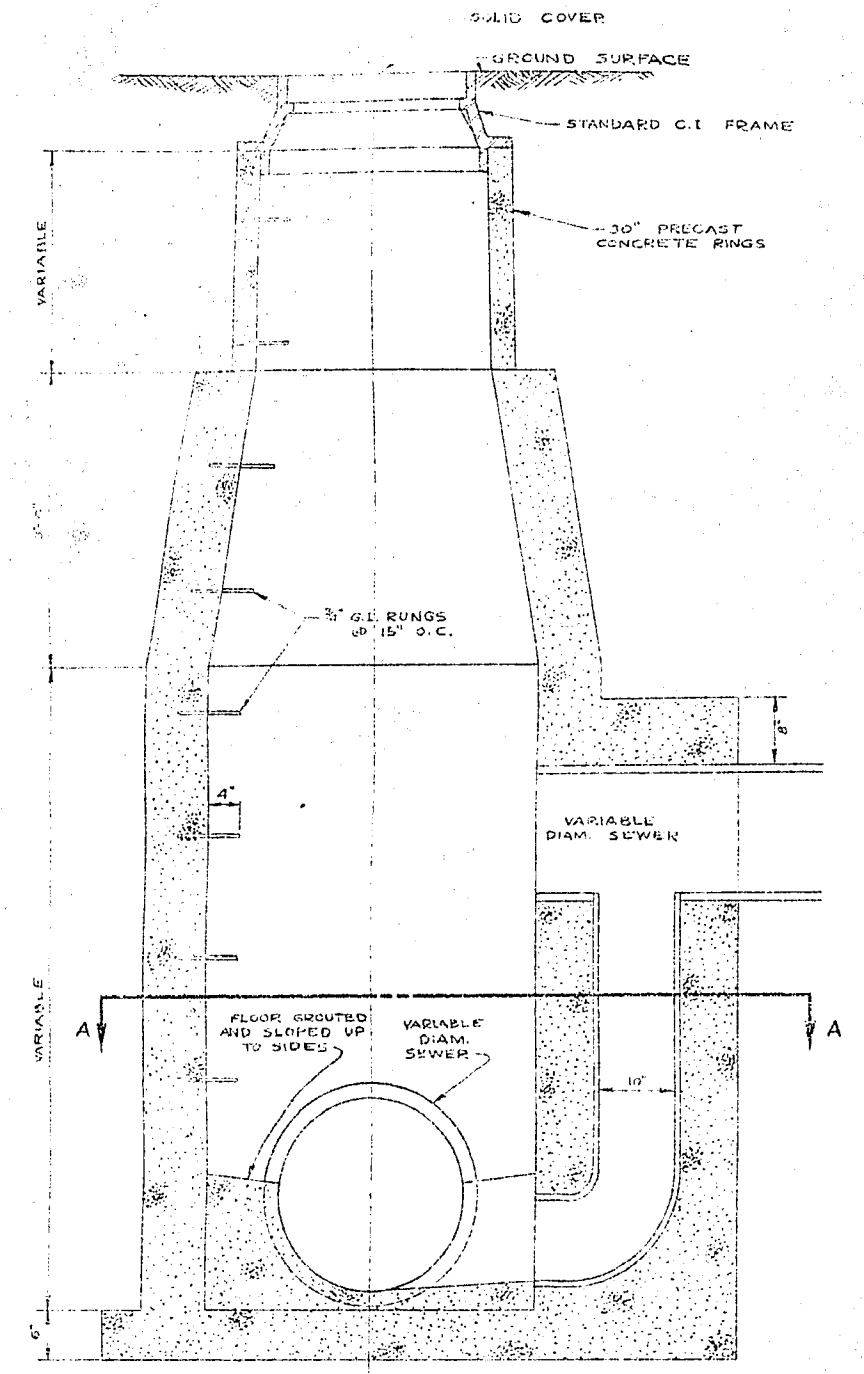 SOLID COVER
GROUND SURFACE
STANDARD C.I. FRAME
30" PRECAST
CONCRETE RINGS
VARIABLE
3/4" G.I. RUNGS
@ 15" O.C.
8"
4"
VARIABLE
DIAM. SEWER
VARIABLE
A
A
FLOOR GROUTED
AND SLOPED UP
TO SIDES
VARIABLE
DIAM.
SEWER
10"
6"